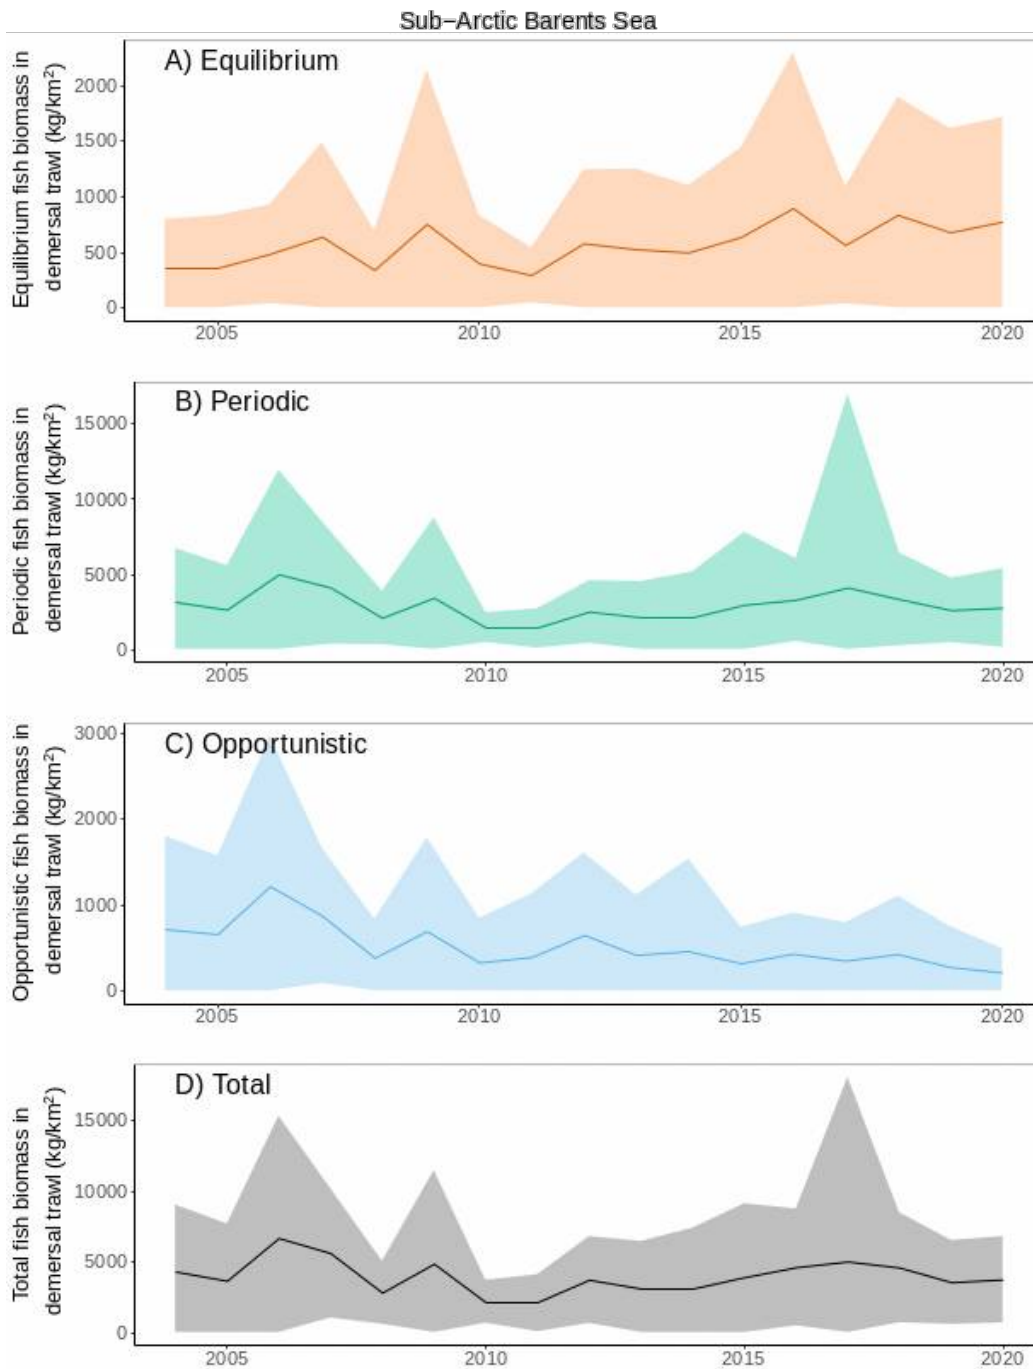 Sub−Arctic Barents Sea
A) Equilibrium
Equilibrium fish biomass in
demersal trawl (kg/km²)
2000
1500
1000
500
0
2005 2010 2015 2020
B) Periodic
Periodic fish biomass in
demersal trawl (kg/km²)
15000
10000
5000
0
2005 2010 2015 2020
C) Opportunistic
Opportunistic fish biomass in
demersal trawl (kg/km²)
3000
2000
1000
0
2005 2010 2015 2020
D) Total
Total fish biomass in
demersal trawl (kg/km²)
15000
10000
5000
0
2005 2010 2015 2020